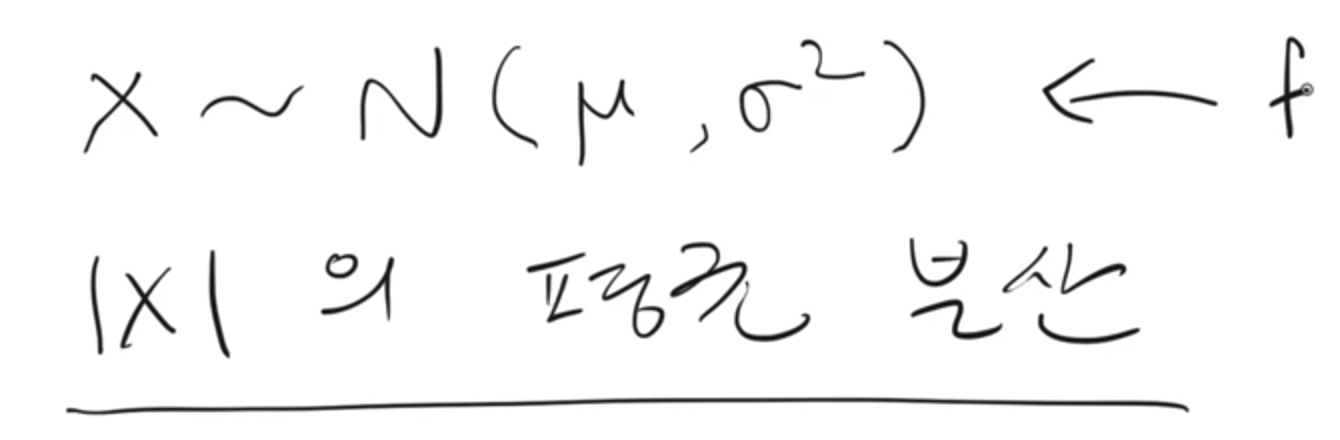 X ~ N(μ, σ²) ← f
|X| 의 평균 분산